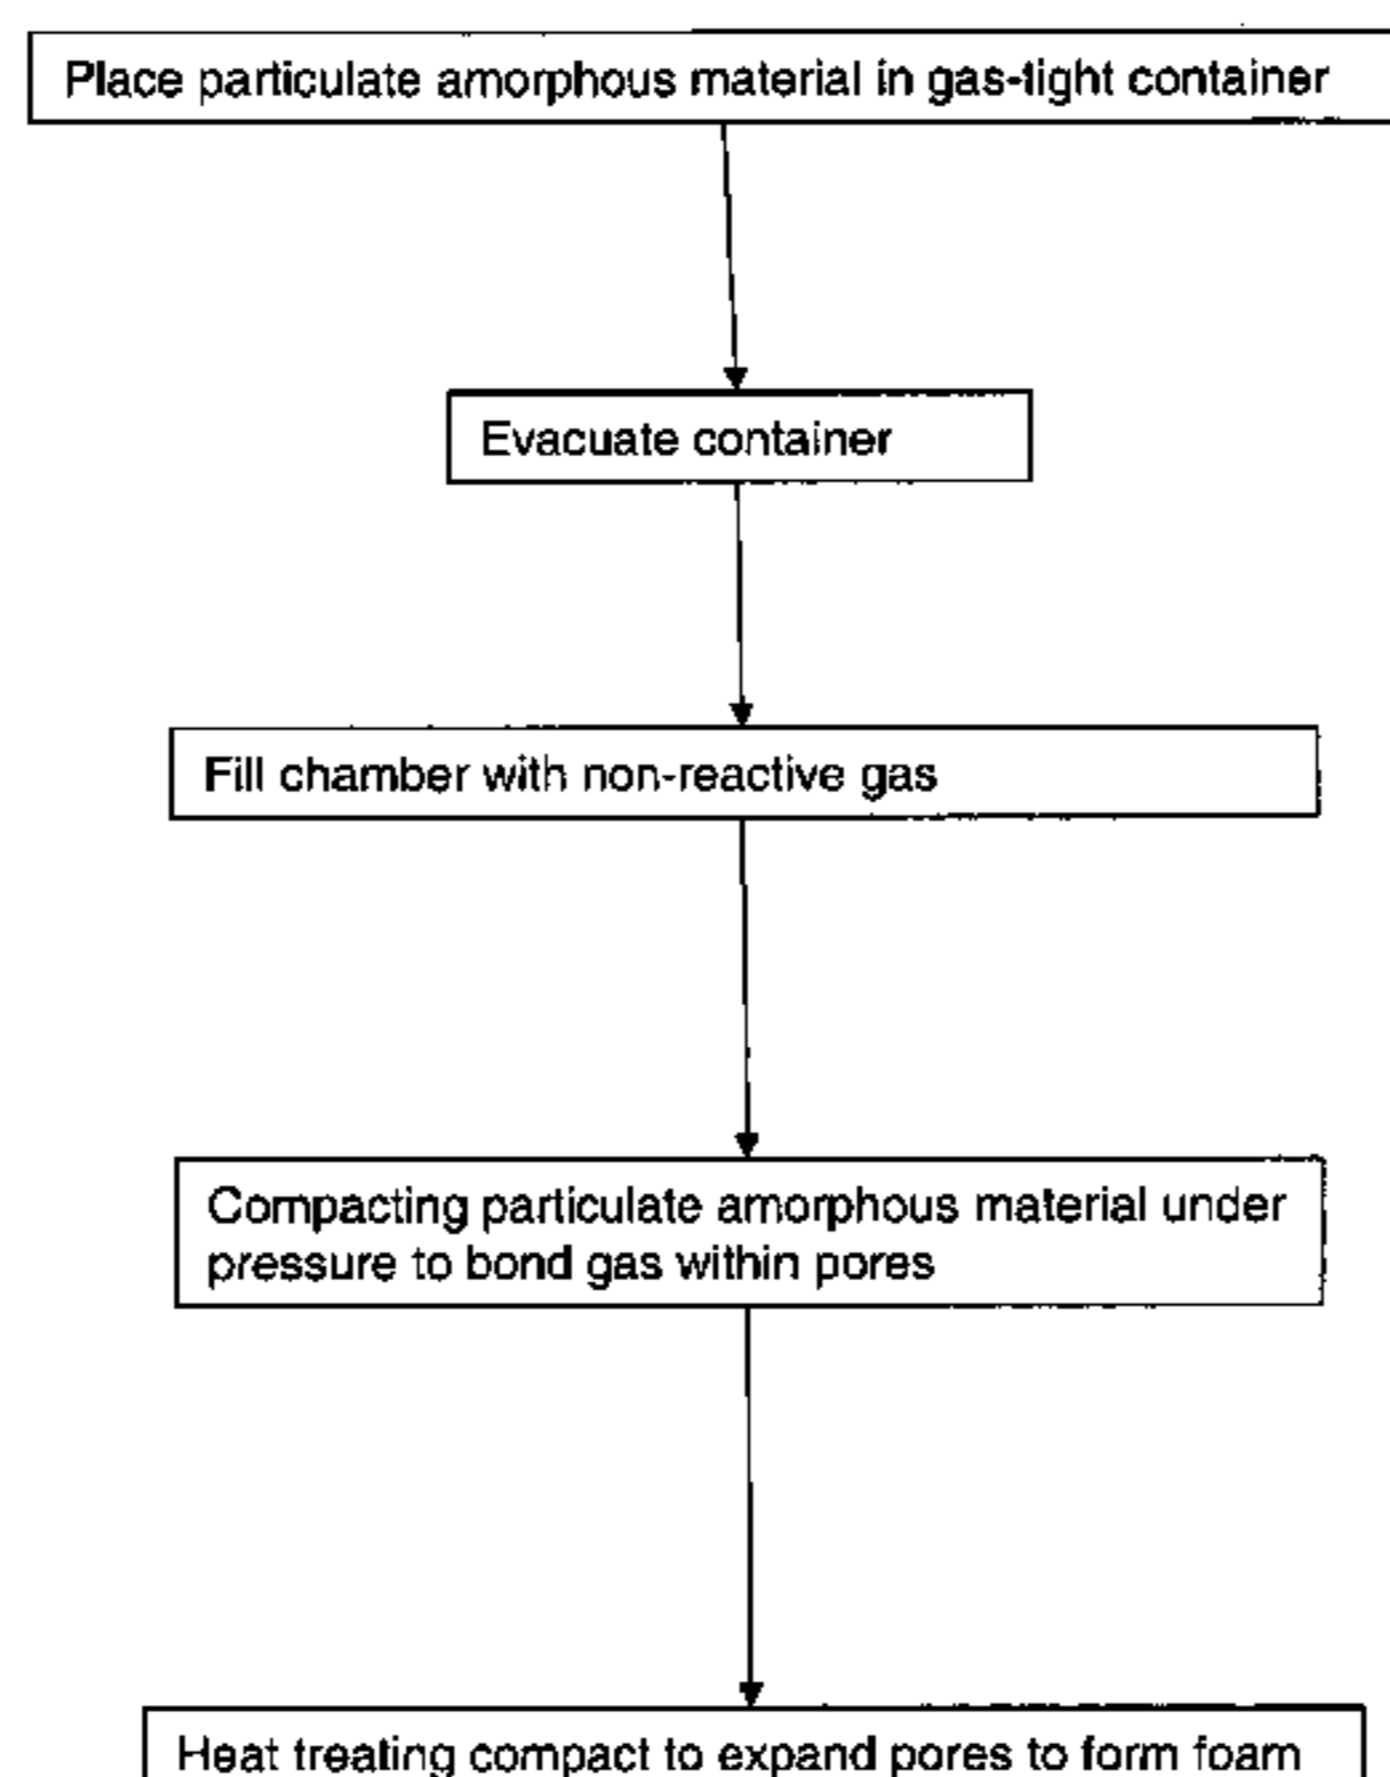 Place particulate amorphous material in gas-tight container
Evacuate container
Fill chamber with non-reactive gas
Compacting particulate amorphous material under
pressure to bond gas within pores
Heat treating compact to expand pores to form foam